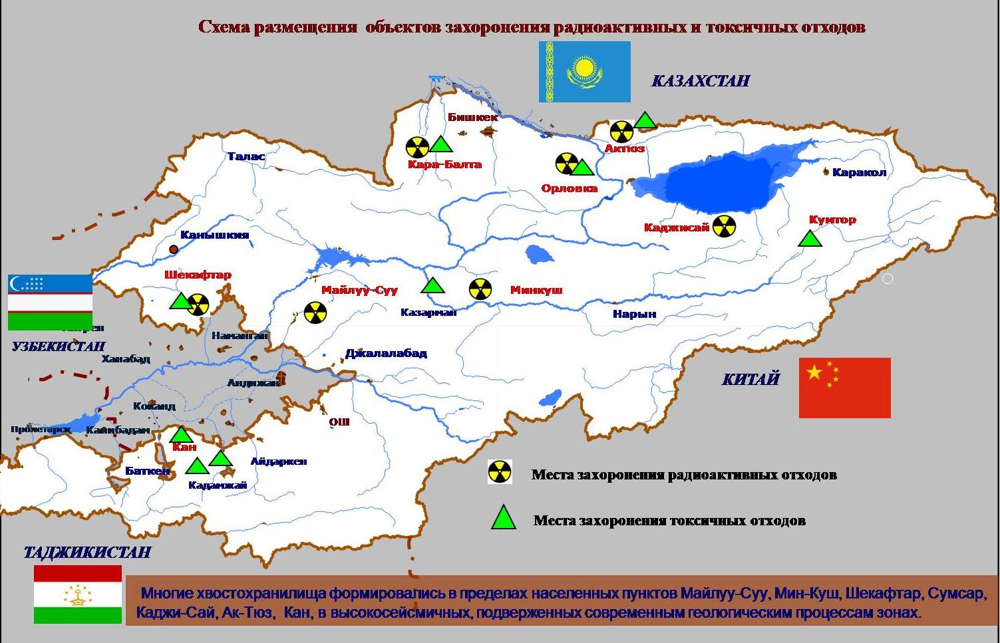 Схема размещения объектов захоронения радиоактивных и токсичных отходов
КАЗАХСТАН
Бишкек
Талас
Кара-Балта
Актюз
Орловка
Каракол
Каджисай
Кумтор
Канышкия
Шекафтар
Майлуу-Суу
Минкуш
Казарман
Нарын
УЗБЕКИСТАН
Наманган
Ханабад
Джалалабад
Андижан
КИТАЙ
Коканд
ОШ
Пролетарск
Канибадам
Кан
Баткен
Айдаркен
Кадамжай
Места захоронения радиоактивных отходов
Места захоронения токсичных отходов
ТАДЖИКИСТАН
Многие хвостохранилища формировались в пределах населенных пунктов Майлуу-Суу, Мин-Куш, Шекафтар, Сумсар,
Каджи-Сай, Ак-Тюз, Кан, в высокосейсмичных, подверженных современным геологическим процессам зонах.